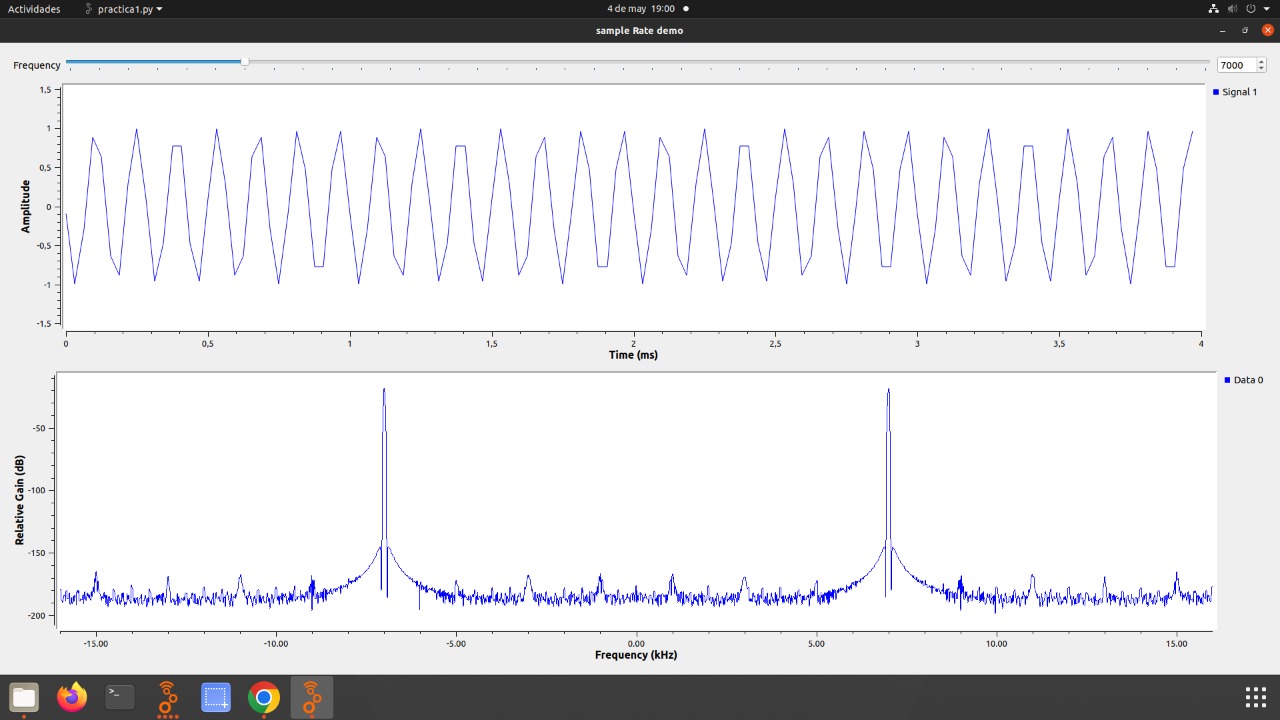 Actividades practica1.py 4 de may 19:00
sample Rate demo
Frequency 7000
1,5
1
0,5
0
-0,5
-1
-1,5
Amplitude
Signal 1
0 0,5 1 1,5 2 2,5 3 3,5 4
Time (ms)
Data 0
-50
-100
-150
-200
Relative Gain (dB)
-15.00 -10.00 -5.00 0.00 5.00 10.00 15.00
Frequency (kHz)
>_